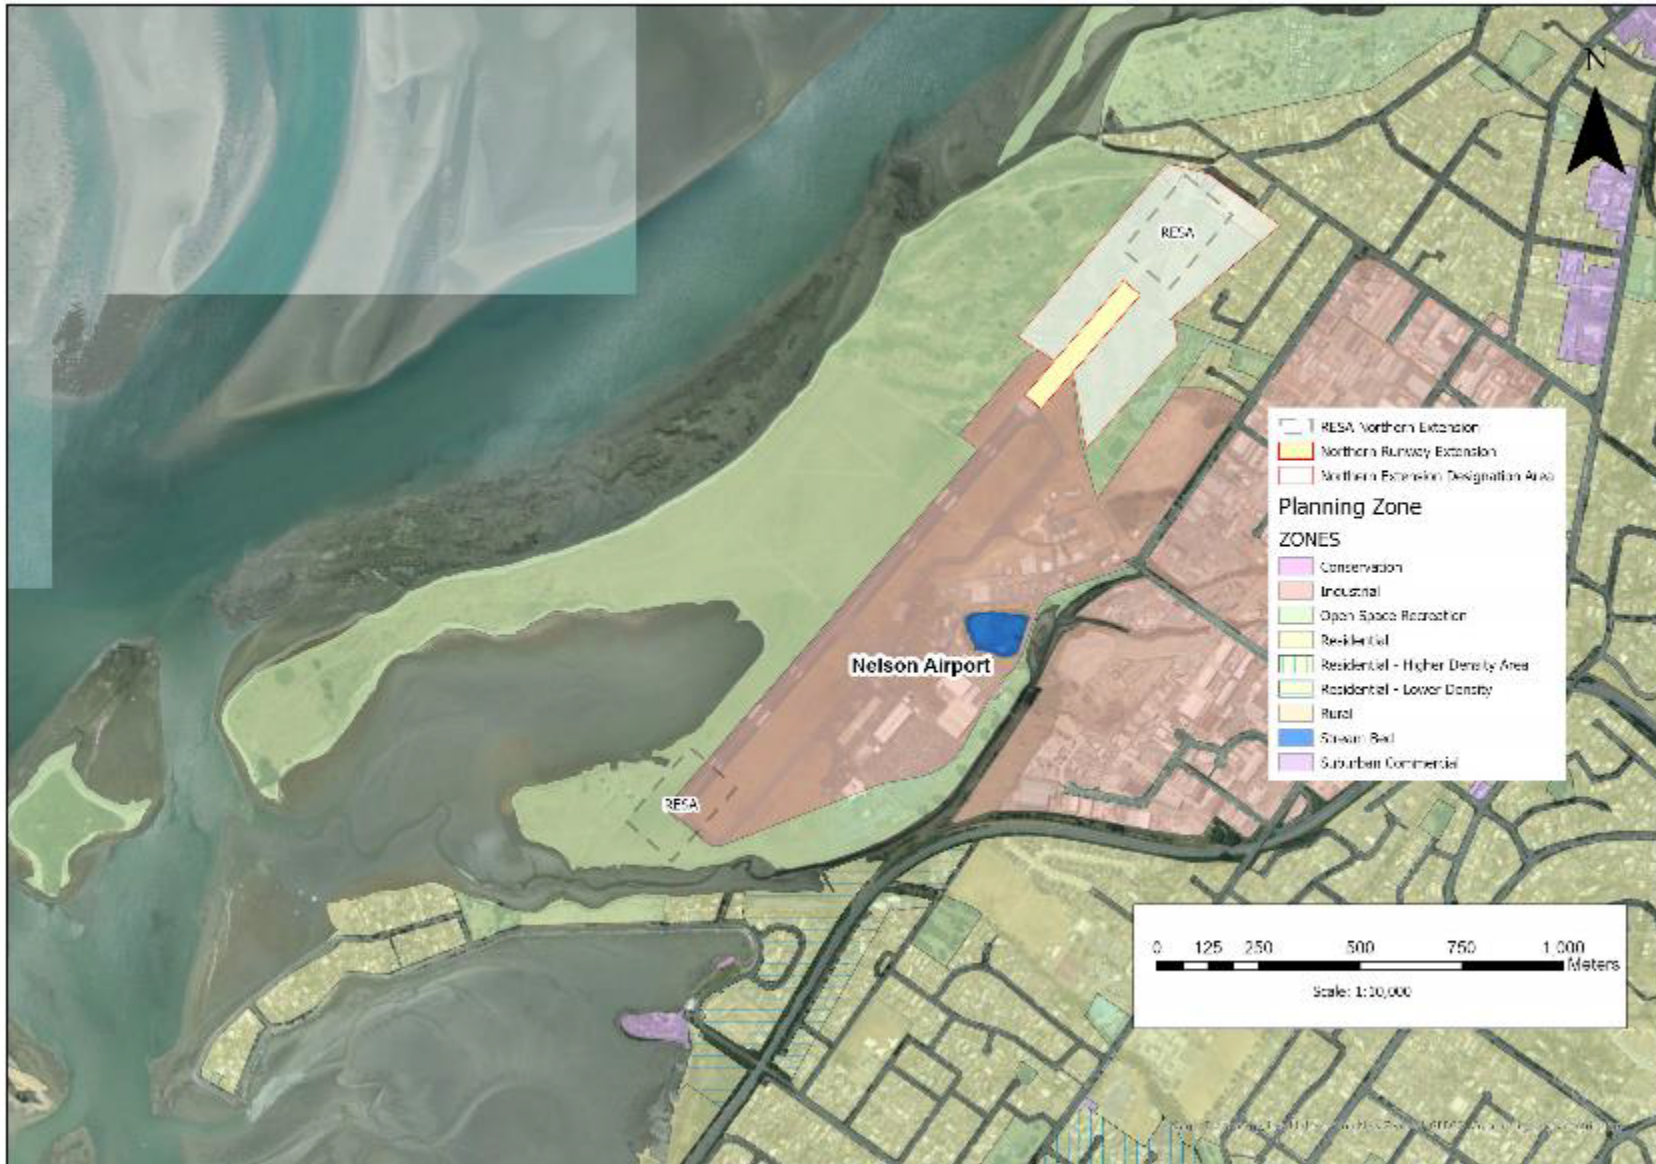 N
RESA
RESA Northern Extension
Northern Runway Extension
Northern Extension Designation Area
Planning Zone
ZONES
Conservation
Industrial
Open Space Recreation
Residential
Residential - Higher Density Area
Residential - Lower Density
Rural
Stream Bed
Suburban Commercial
Nelson Airport
RESA
0 125 250 500 750 1,000
Meters
Scale: 1:10,000